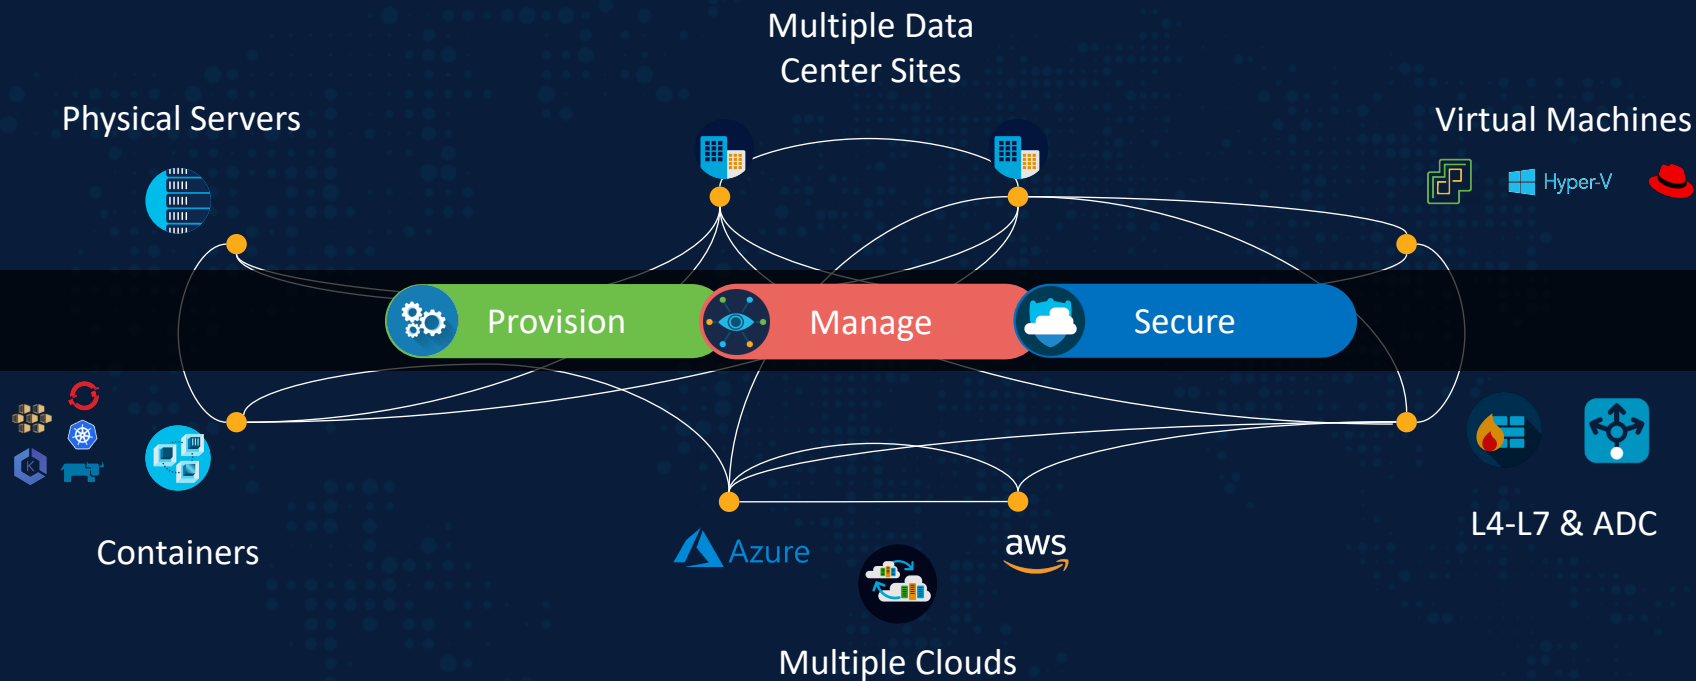 Multiple Data
Center Sites
Physical Servers
Virtual Machines
Hyper-V
Provision
Manage
Secure
K
Containers
Azure
aws
L4-L7 & ADC
Multiple Clouds